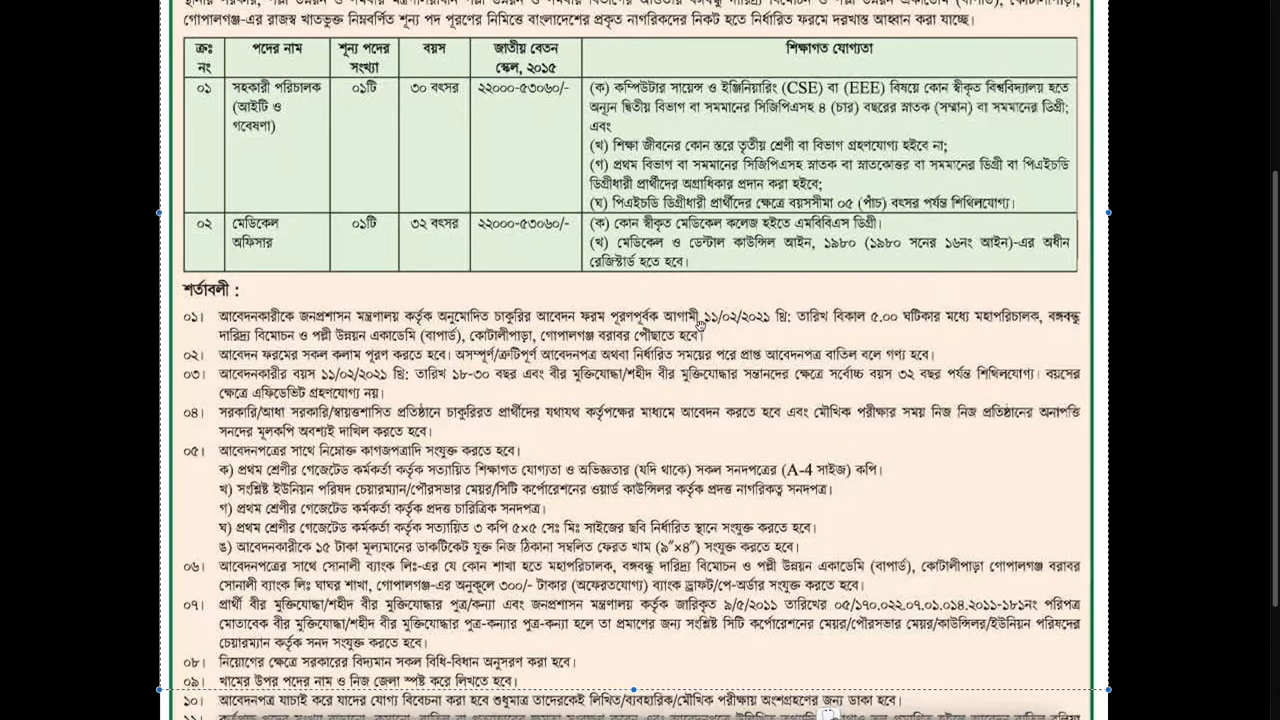 গোপালগঞ্জ-এর রাজস্ব খাতভুক্ত নিম্নবর্ণিত শূন্য পদ পূরণের নিমিত্তে বাংলাদেশের প্রকৃত নাগরিকদের নিকট হতে নির্ধারিত ফরমে দরখাস্ত আহ্বান করা যাচ্ছে।
ক্রঃ নং
পদের নাম
শূন্য পদের সংখ্যা
বয়স
জাতীয় বেতন স্কেল, ২০১৫
শিক্ষাগত যোগ্যতা
০১
সহকারী পরিচালক
(আইটি ও
গবেষণা)
০১টি
৩০ বৎসর
২২০০০-৫৩০৬০/-
(ক) কম্পিউটার সায়েন্স ও ইঞ্জিনিয়ারিং (CSE) বা (EEE) বিষয়ে কোন স্বীকৃত বিশ্ববিদ্যালয় হতে
অন্যূন দ্বিতীয় বিভাগ বা সমমানের সিজিপিএসহ ৪ (চার) বছরের স্নাতক (সম্মান) বা সমমানের ডিগ্রী;
এবং
(খ) শিক্ষা জীবনের কোন স্তরে তৃতীয় শ্রেণী বা বিভাগ গ্রহণযোগ্য হইবে না;
(গ) প্রথম বিভাগ বা সমমানের সিজিপিএসহ স্নাতক বা স্নাতকোত্তর বা সমমানের ডিগ্রী বা পিএইচডি
ডিগ্রীধারী প্রার্থীদের অগ্রাধিকার প্রদান করা হইবে;
(ঘ) পিএইচডি ডিগ্রীধারী প্রার্থীদের ক্ষেত্রে বয়সসীমা ০৫ (পাঁচ) বৎসর পর্যন্ত শিথিলযোগ্য।
০২
মেডিকেল
অফিসার
০১টি
৩২ বৎসর
২২০০০-৫৩০৬০/-
(ক) কোন স্বীকৃত মেডিকেল কলেজ হইতে এমবিবিএস ডিগ্রী।
(খ) মেডিকেল ও ডেন্টাল কাউন্সিল আইন, ১৯৮০ (১৯৮০ সনের ১৬নং আইন)-এর অধীন
রেজিস্টার্ড হতে হবে।
শর্তাবলী :
০১। আবেদনকারীকে জনপ্রশাসন মন্ত্রণালয় কর্তৃক অনুমোদিত চাকুরির আবেদন ফরম পূরণপূর্বক আগামী ১১/০২/২০২১ খ্রি: তারিখ বিকাল ৫.০০ ঘটিকার মধ্যে মহাপরিচালক, বঙ্গবন্ধু
দারিদ্র্য বিমোচন ও পল্লী উন্নয়ন একাডেমি (বাপার্ড), কোটালীপাড়া, গোপালগঞ্জ বরাবর পৌঁছাতে হবে।
০২। আবেদন ফরমের সকল কলাম পূরণ করতে হবে। অসম্পূর্ণ/ত্রুটিপূর্ণ আবেদনপত্র অথবা নির্ধারিত সময়ের পরে প্রাপ্ত আবেদনপত্র বাতিল বলে গণ্য হবে।
০৩। আবেদনকারীর বয়স ১১/০২/২০২১ খ্রি: তারিখ ১৮-৩০ বছর এবং বীর মুক্তিযোদ্ধা/শহীদ বীর মুক্তিযোদ্ধার সন্তানদের ক্ষেত্রে সর্বোচ্চ বয়স ৩২ বছর পর্যন্ত শিথিলযোগ্য। বয়সের
ক্ষেত্রে এফিডেভিট গ্রহণযোগ্য নয়।
০৪। সরকারি/আধা সরকারি/স্বায়ত্তশাসিত প্রতিষ্ঠানে চাকুরিরত প্রার্থীদের যথাযথ কর্তৃপক্ষের মাধ্যমে আবেদন করতে হবে এবং মৌখিক পরীক্ষার সময় নিজ নিজ প্রতিষ্ঠানের অনাপত্তি
সনদের মূলকপি অবশ্যই দাখিল করতে হবে।
০৫। আবেদনপত্রের সাথে নিম্নোক্ত কাগজপত্রাদি সংযুক্ত করতে হবে।
ক) প্রথম শ্রেণীর গেজেটেড কর্মকর্তা কর্তৃক সত্যায়িত শিক্ষাগত যোগ্যতা ও অভিজ্ঞতার (যদি থাকে) সকল সনদপত্রের (A-4 সাইজ) কপি।
খ) সংশ্লিষ্ট ইউনিয়ন পরিষদ চেয়ারম্যান/পৌরসভার মেয়র/সিটি কর্পোরেশনের ওয়ার্ড কাউন্সিলর কর্তৃক প্রদত্ত নাগরিকত্ব সনদপত্র।
গ) প্রথম শ্রেণীর গেজেটেড কর্মকর্তা কর্তৃক প্রদত্ত চারিত্রিক সনদপত্র।
ঘ) প্রথম শ্রেণীর গেজেটেড কর্মকর্তা কর্তৃক সত্যায়িত ৩ কপি ৫×৫ সেঃ মিঃ সাইজের ছবি নির্ধারিত স্থানে সংযুক্ত করতে হবে।
ঙ) আবেদনকারীকে ১৫ টাকা মূল্যমানের ডাকটিকেট যুক্ত নিজ ঠিকানা সম্বলিত ফেরত খাম (৯″×৪″) সংযুক্ত করতে হবে।
০৬। আবেদনপত্রের সাথে সোনালী ব্যাংক লিঃ-এর যে কোন শাখা হতে মহাপরিচালক, বঙ্গবন্ধু দারিদ্র্য বিমোচন ও পল্লী উন্নয়ন একাডেমি (বাপার্ড), কোটালীপাড়া গোপালগঞ্জ বরাবর
সোনালী ব্যাংক লিঃ ঘাঘর শাখা, গোপালগঞ্জ-এর অনুকূলে ৩০০/- টাকার (অফেরতযোগ্য) ব্যাংক ড্রাফট/পে-অর্ডার সংযুক্ত করতে হবে।
০৭। প্রার্থী বীর মুক্তিযোদ্ধা/শহীদ বীর মুক্তিযোদ্ধার পুত্র/কন্যা এবং জনপ্রশাসন মন্ত্রণালয় কর্তৃক জারিকৃত ৯/৫/২০১১ তারিখের ০৫/১৭০.০২২.০৭.০১.০১৪.২০১১-১৮১নং পরিপত্র
মোতাবেক বীর মুক্তিযোদ্ধা/শহীদ বীর মুক্তিযোদ্ধার পুত্র-কন্যার পুত্র-কন্যা হলে তা প্রমাণের জন্য সংশ্লিষ্ট সিটি কর্পোরেশনের মেয়র/পৌরসভার মেয়র/কাউন্সিলর/ইউনিয়ন পরিষদের
চেয়ারম্যান কর্তৃক সনদ সংযুক্ত করতে হবে।
০৮। নিয়োগের ক্ষেত্রে সরকারের বিদ্যমান সকল বিধি-বিধান অনুসরণ করা হবে।
০৯। খামের উপর পদের নাম ও নিজ জেলা স্পষ্ট করে লিখতে হবে।
১০। আবেদনপত্র যাচাই করে যাদের যোগ্য বিবেচনা করা হবে শুধুমাত্র তাদেরকেই লিখিত/ব্যবহারিক/মৌখিক পরীক্ষায় অংশগ্রহণের জন্য ডাকা হবে।